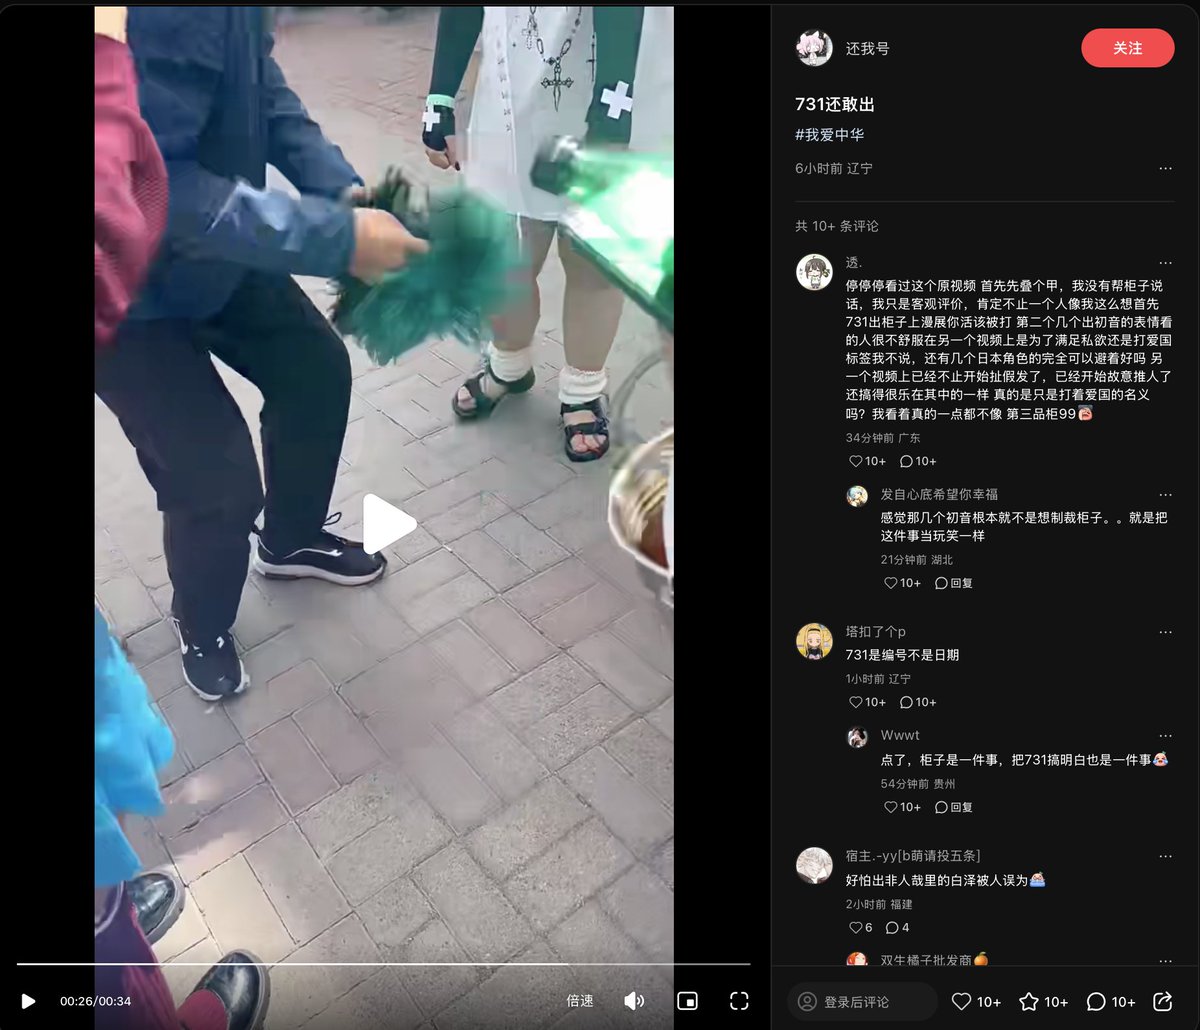 还我号
关注
731还敢出
#我爱中华
6小时前 辽宁
共 10+ 条评论
透.
停停停看过这个原视频 首先先叠个甲，我没有帮柜子说
话，我只是客观评价，肯定不止一个人像我这么想首先
731出柜子上漫展你活该被打 第二个几个出初音的表情看
的人很不舒服在另一个视频上是为了满足私欲还是打爱国
标签我不说，还有几个日本角色的完全可以避着好吗 另
一个视频上已经不止开始扯假发了，已经开始故意推人了
还搞得很乐在其中的一样 真的是只是打着爱国的名义
吗？我看着真的一点都不像 第三品柜99
34分钟前 广东
10+ 10+
发自心底希望你幸福
感觉那几个初音根本就不是想制裁柜子。。就是把
这件事当玩笑一样
21分钟前 湖北
10+ 回复
塔扣了个p
731是编号不是日期
1小时前 辽宁
10+ 10+
Wwwt
点了，柜子是一件事，把731搞明白也是一件事
54分钟前 贵州
10+ 回复
宿主.-yy[b萌请投五条]
好怕出非人哉里的白泽被人误为
2小时前 福建
6 4
双生橘子批发商
00:26/00:34
倍速
登录后评论
10+ 10+ 10+